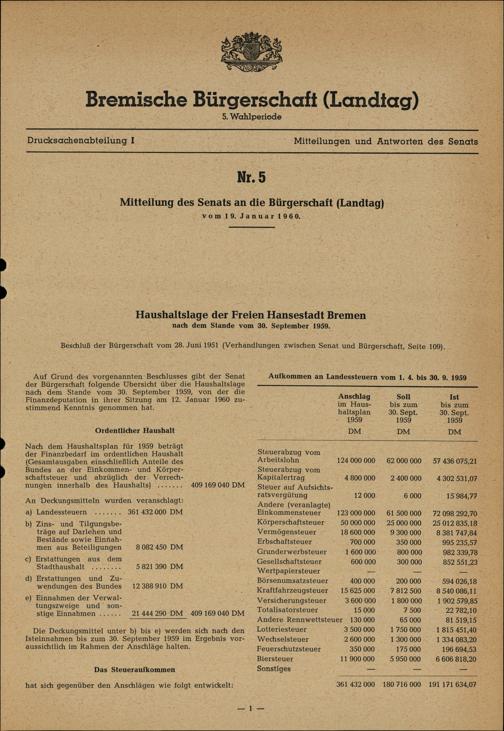 Bremische Bürgerschaft (Landtag)
5. Wahlperiode
Drucksachenabteilung I
Mitteilungen und Antworten des Senats
Nr. 5
Mitteilung des Senats an die Bürgerschaft (Landtag)
vom 19. Januar 1960.
Haushaltslage der Freien Hansestadt Bremen
nach dem Stande vom 30. September 1959.
Beschluß der Bürgerschaft vom 28. Juni 1951 (Verhandlungen zwischen Senat und Bürgerschaft, Seite 109).
Auf Grund des vorgenannten Beschlusses gibt der Senat
der Bürgerschaft folgende Übersicht über die Haushaltslage
nach dem Stande vom 30. September 1959, von der die
Finanzdeputation in ihrer Sitzung am 12. Januar 1960 zu-
stimmend Kenntnis genommen hat.
Ordentlicher Haushalt
Nach dem Haushaltsplan für 1959 beträgt
der Finanzbedarf im ordentlichen Haushalt
(Gesamtausgaben einschließlich Anteile des
Bundes an der Einkommen- und Körper-
schaftsteuer und abzüglich der Verrech-
nungen innerhalb des Haushalts) ....... 409 169 040 DM
An Deckungsmitteln wurden veranschlagt:
a) Landessteuern ....... 361 432 000 DM
b) Zins- und Tilgungsbe-
träge auf Darlehen und
Bestände sowie Einnah-
men aus Beteiligungen 8 082 450 DM
c) Erstattungen aus dem
Stadthaushalt ........ 5 821 390 DM
d) Erstattungen und Zu-
wendungen des Bundes 12 388 910 DM
e) Einnahmen der Verwal-
tungszweige und son-
stige Einnahmen ...... 21 444 290 DM 409 169 040 DM
Die Deckungsmittel unter b) bis e) werden sich nach den
Isteinnahmen bis zum 30. September 1959 im Ergebnis vor-
aussichtlich im Rahmen der Anschläge halten.
Das Steueraufkommen
hat sich gegenüber den Anschlägen wie folgt entwickelt:
Aufkommen an Landessteuern vom 1. 4. bis 30. 9. 1959
Anschlag Soll Ist
im Haus- bis zum bis zum
haltsplan 30. Sept. 30. Sept.
1959 1959 1959
DM DM DM
Steuerabzug vom
Arbeitslohn 124 000 000 62 000 000 57 436 075,21
Steuerabzug vom
Kapitalertrag 4 800 000 2 400 000 4 302 531,07
Steuer auf Aufsichts-
ratsvergütung 12 000 6 000 15 984,77
Andere (veranlagte)
Einkommensteuer 123 000 000 61 500 000 72 098 292,70
Körperschaftsteuer 50 000 000 25 000 000 25 012 835,18
Vermögensteuer 18 600 000 9 300 000 8 381 747,84
Erbschaftsteuer 700 000 350 000 995 235,57
Grunderwerbsteuer 1 600 000 800 000 982 339,78
Gesellschaftsteuer 600 000 300 000 852 551,23
Wertpapiersteuer — — —
Börsenumsatzsteuer 400 000 200 000 594 026,18
Kraftfahrzeugsteuer 15 625 000 7 812 500 8 540 086,11
Versicherungsteuer 3 600 000 1 800 000 1 902 579,85
Totalisatorsteuer 15 000 7 500 22 782,10
Andere Rennwettsteuer 130 000 65 000 81 519,15
Lotteriesteuer 3 500 000 1 750 000 1 815 451,40
Wechselsteuer 2 600 000 1 300 000 1 334 083,20
Feuerschutzsteuer 350 000 175 000 196 694,53
Biersteuer 11 900 000 5 950 000 6 606 818,20
Sonstiges — — —
361 432 000 180 716 000 191 171 634,07
— 1 —